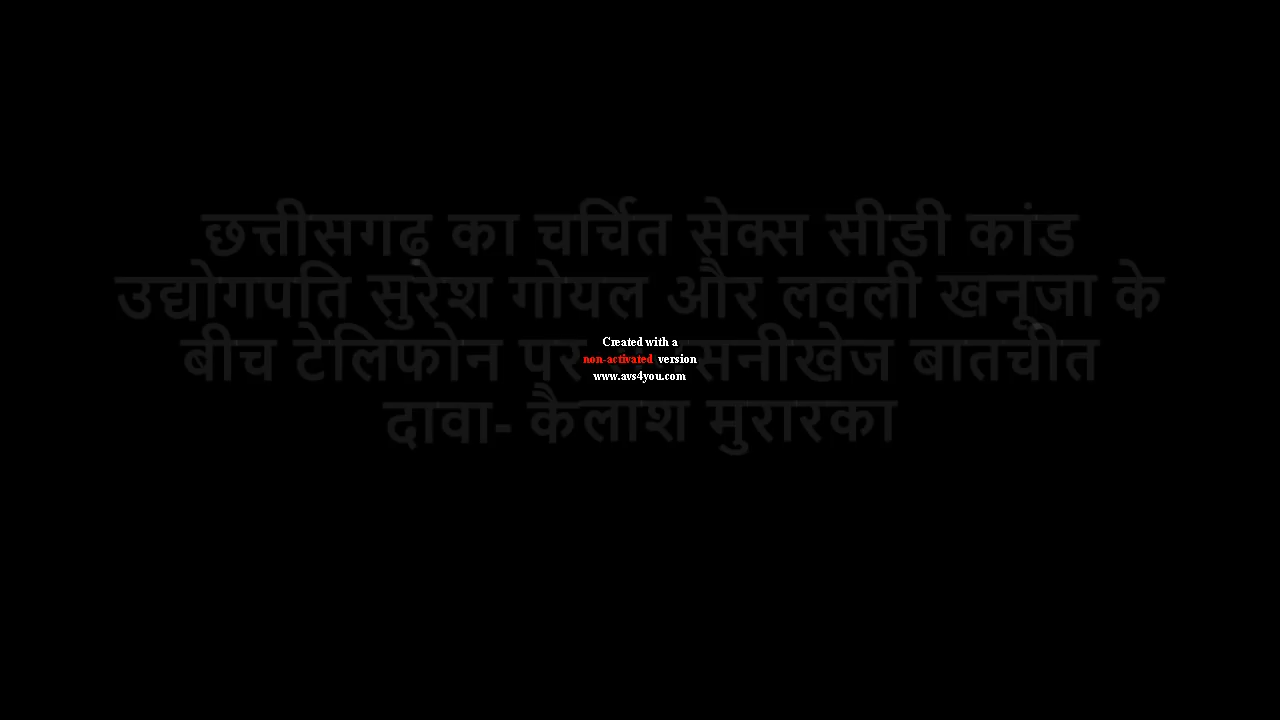 छत्तीसगढ़ का चर्चित सेक्स सीडी कांड
उद्योगपति सुरेश गोयल और लवली खनूजा के
बीच टेलिफोन पर बातचीत
दावा- कैलाश मुरारका
Created with a
non-activated version
www.avs4you.com